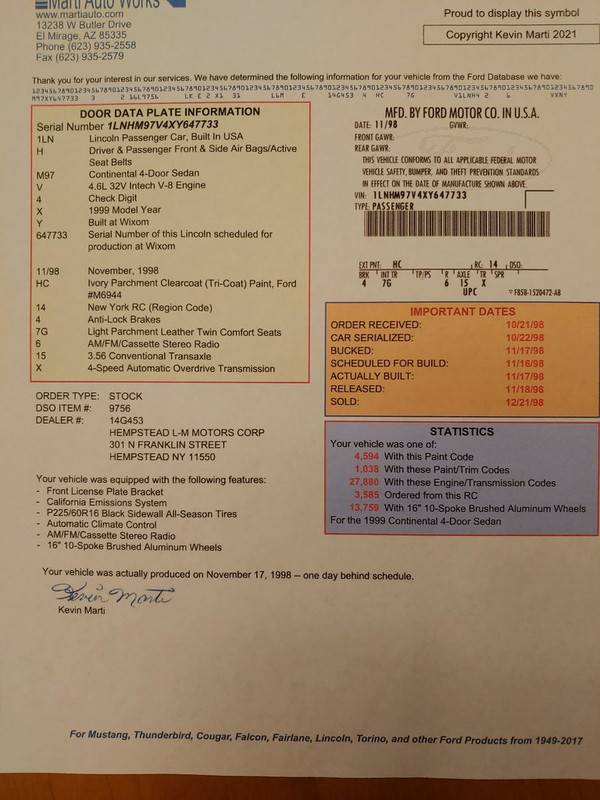 Marti Auto Works
www.martiauto.com
13238 W Butler Drive
El Mirage, AZ 85335
Phone (623) 935-2558
Fax (623) 935-2579
Proud to display this symbol
Copyright Kevin Marti 2021
Thank you for your interest in our services. We have determined the following information for your vehicle from the Ford Database we have:
DOOR DATA PLATE INFORMATION
Serial Number 1LNHM97V4XY647733
1LN Lincoln Passenger Car, Built In USA
H Driver & Passenger Front & Side Air Bags/Active
Seat Belts
M97 Continental 4-Door Sedan
V 4.6L 32V Intech V-8 Engine
4 Check Digit
X 1999 Model Year
Y Built at Wixom
647733 Serial Number of this Lincoln scheduled for
production at Wixom
11/98 November, 1998
HC Ivory Parchment Clearcoat (Tri-Coat) Paint, Ford
#M6944
14 New York RC (Region Code)
4 Anti-Lock Brakes
7G Light Parchment Leather Twin Comfort Seats
6 AM/FM/Cassette Stereo Radio
15 3.56 Conventional Transaxle
X 4-Speed Automatic Overdrive Transmission
MFD. BY FORD MOTOR CO. IN U.S.A.
DATE: 11/98 GVWR:
FRONT GAWR:
REAR GAWR:
THIS VEHICLE CONFORMS TO ALL APPLICABLE FEDERAL MOTOR
VEHICLE SAFETY, BUMPER, AND THEFT PREVENTION STANDARDS
IN EFFECT ON THE DATE OF MANUFACTURE SHOWN ABOVE.
VIN: 1LNHM97V4XY647733
TYPE: PASSENGER
EXT PNT: HC RC: 14 DSO:
BRK INT TR TP/PS R AXLE TR SPR
4 7G 6 15 X
UPC
IMPORTANT DATES
ORDER RECEIVED: 10/21/98
CAR SERIALIZED: 10/22/98
BUCKED: 11/17/98
SCHEDULED FOR BUILD: 11/16/98
ACTUALLY BUILT: 11/17/98
RELEASED: 11/18/98
SOLD: 12/21/98
ORDER TYPE: STOCK
DSO ITEM #: 9756
DEALER #: 14G453
HEMPSTEAD L-M MOTORS CORP
301 N FRANKLIN STREET
HEMPSTEAD NY 11550
STATISTICS
Your vehicle was one of:
4,594 With this Paint Code
1,038 With these Paint/Trim Codes
27,880 With these Engine/Transmission Codes
3,585 Ordered from this RC
13,759 With 16" 10-Spoke Brushed Aluminum Wheels
For the 1999 Continental 4-Door Sedan
Your vehicle was equipped with the following features:
- Front License Plate Bracket
- California Emissions System
- P225/60R16 Black Sidewall All-Season Tires
- Automatic Climate Control
- AM/FM/Cassette Stereo Radio
- 16" 10-Spoke Brushed Aluminum Wheels
Your vehicle was actually produced on November 17, 1998 -- one day behind schedule.
Kevin Marti
Kevin Marti
For Mustang, Thunderbird, Cougar, Falcon, Fairlane, Lincoln, Torino, and other Ford Products from 1949-2017